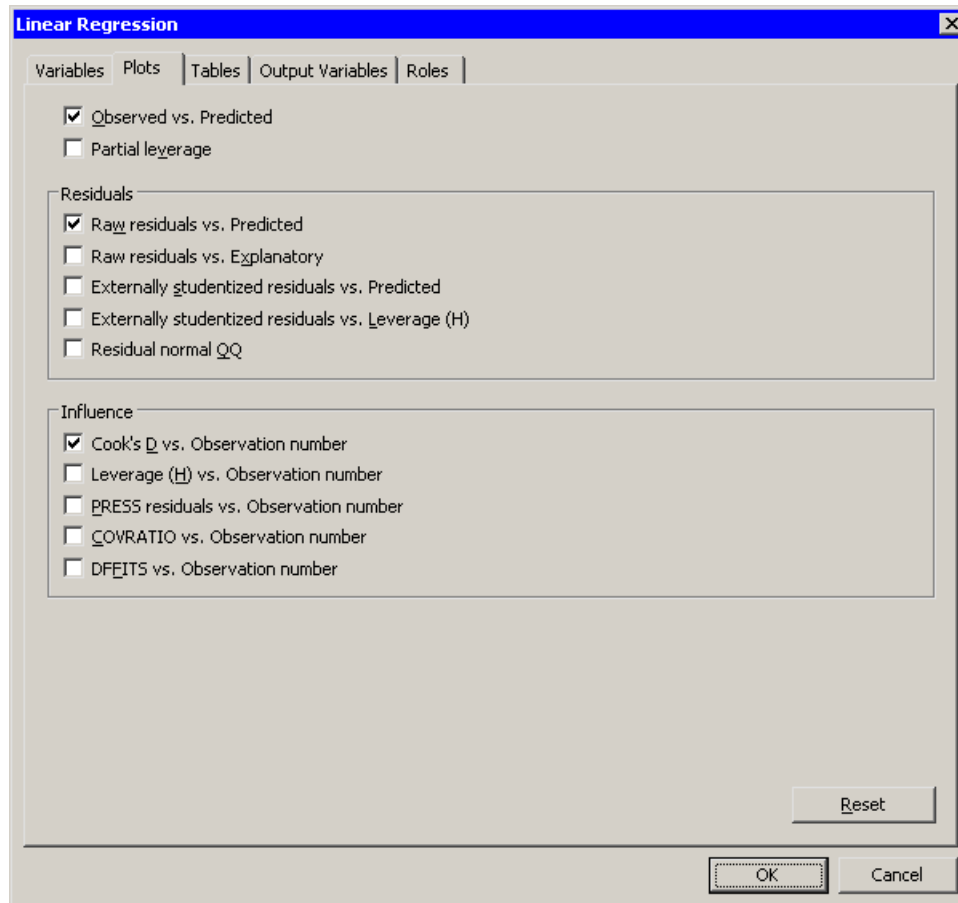 Linear Regression
Variables Plots Tables Output Variables Roles
Observed vs. Predicted
Partial leverage
Residuals
Raw residuals vs. Predicted
Raw residuals vs. Explanatory
Externally studentized residuals vs. Predicted
Externally studentized residuals vs. Leverage (H)
Residual normal QQ
Influence
Cook's D vs. Observation number
Leverage (H) vs. Observation number
PRESS residuals vs. Observation number
COVRATIO vs. Observation number
DFFITS vs. Observation number
Reset
OK Cancel